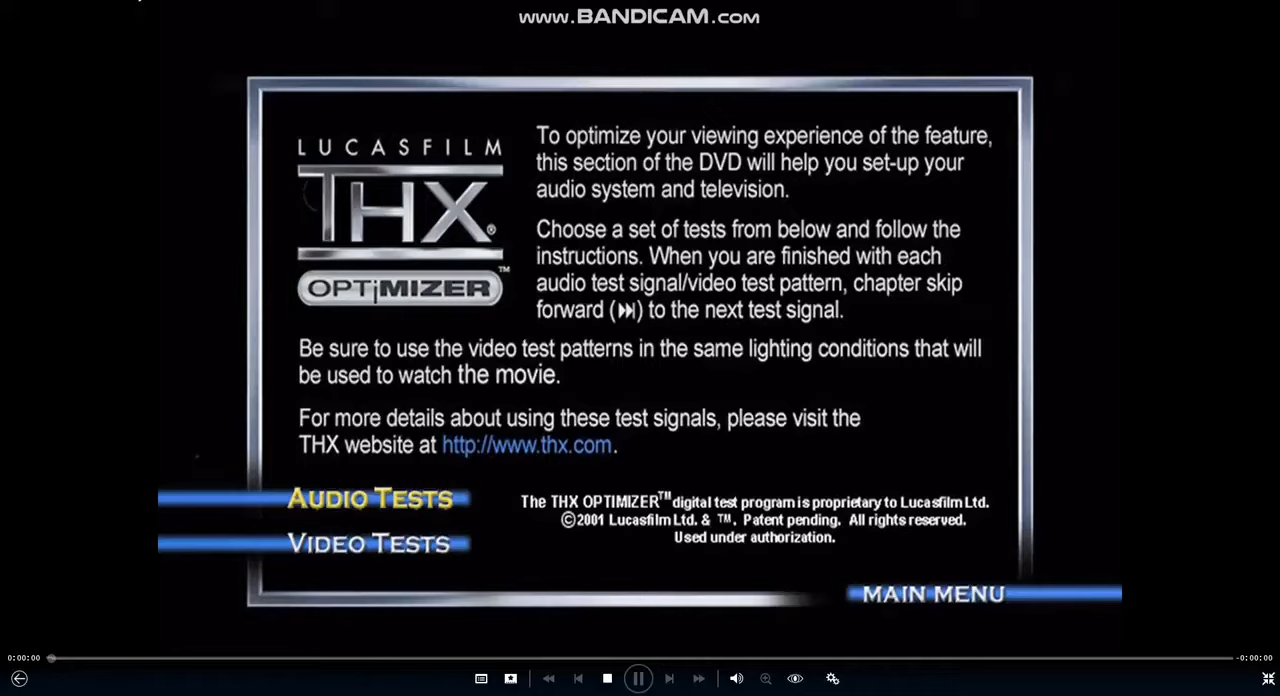 www.BANDICAM.com
LUCASFILM
THX®
OPTIMIZER™
To optimize your viewing experience of the feature,
this section of the DVD will help you set-up your
audio system and television.
Choose a set of tests from below and follow the
instructions. When you are finished with each
audio test signal/video test pattern, chapter skip
forward (⏭) to the next test signal.
Be sure to use the video test patterns in the same lighting conditions that will
be used to watch the movie.
For more details about using these test signals, please visit the
THX website at http://www.thx.com.
AUDIO TESTS
VIDEO TESTS
The THX OPTIMIZER™ digital test program is proprietary to Lucasfilm Ltd.
©2001 Lucasfilm Ltd. & ™. Patent pending. All rights reserved.
Used under authorization.
MAIN MENU
0:00:00
-0:00:00